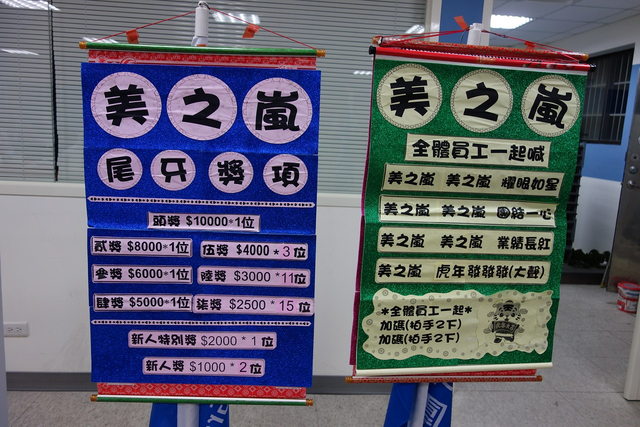 美之嵐
尾牙獎項
頭獎 $10000*1位
貳獎 $8000*1位
伍獎 $4000*3位
參獎 $6000*1位
陸獎 $3000*11位
肆獎 $5000*1位
柒獎 $2500*15位
新人特別獎 $2000*1位
新人獎 $1000*2位
美之嵐
全體員工一起喊
美之嵐 美之嵐 耀眼如星
美之嵐 美之嵐 團結一心
美之嵐 美之嵐 業績長紅
美之嵐 虎年發發發(大聲)
*全體員工一起*
加碼(拍手2下)
加碼(拍手2下)